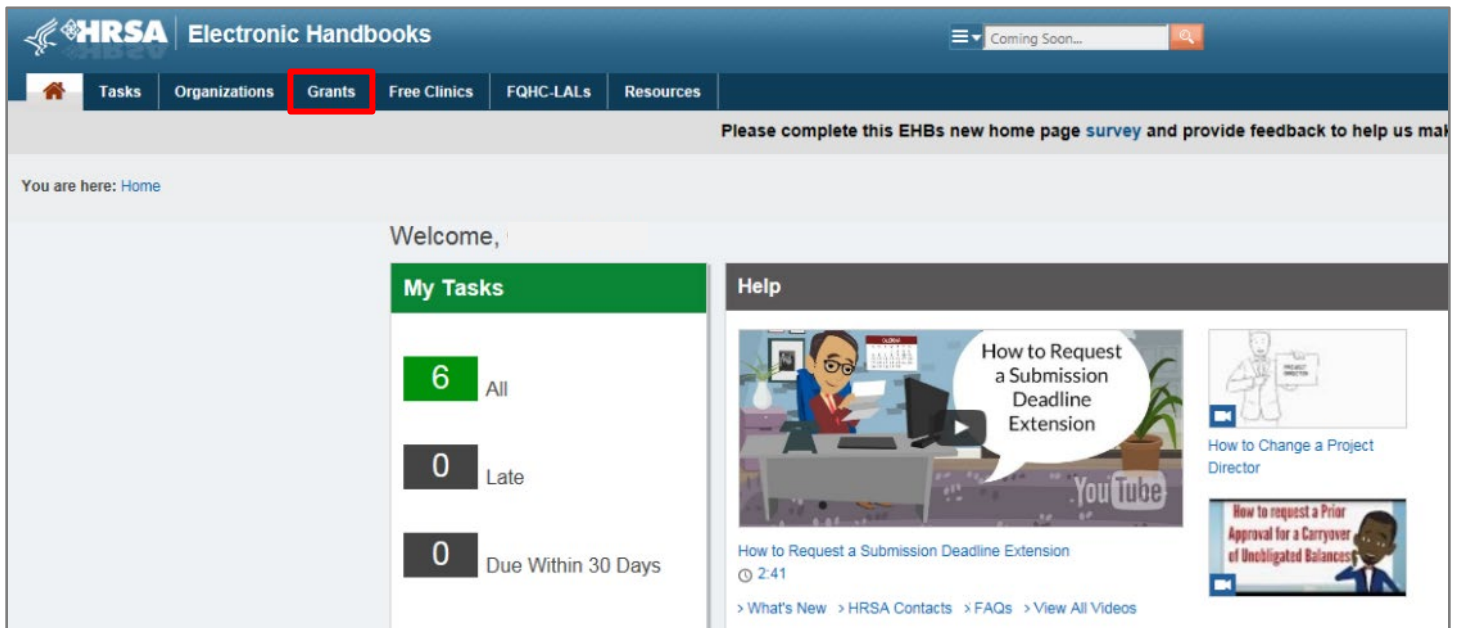 HRSA Electronic Handbooks
Coming Soon...
Tasks Organizations Grants Free Clinics FQHC-LALs Resources
Please complete this EHBs new home page survey and provide feedback to help us mak
You are here: Home
Welcome,
My Tasks
6 All
0 Late
0 Due Within 30 Days
Help
How to Request
a Submission
Deadline
Extension
YouTube
How to Request a Submission Deadline Extension
2:41
> What's New > HRSA Contacts > FAQs > View All Videos
PROJECT
DIRECTOR
How to Change a Project
Director
How to request a Prior
Approval for a Carryover
of Unobligated Balances